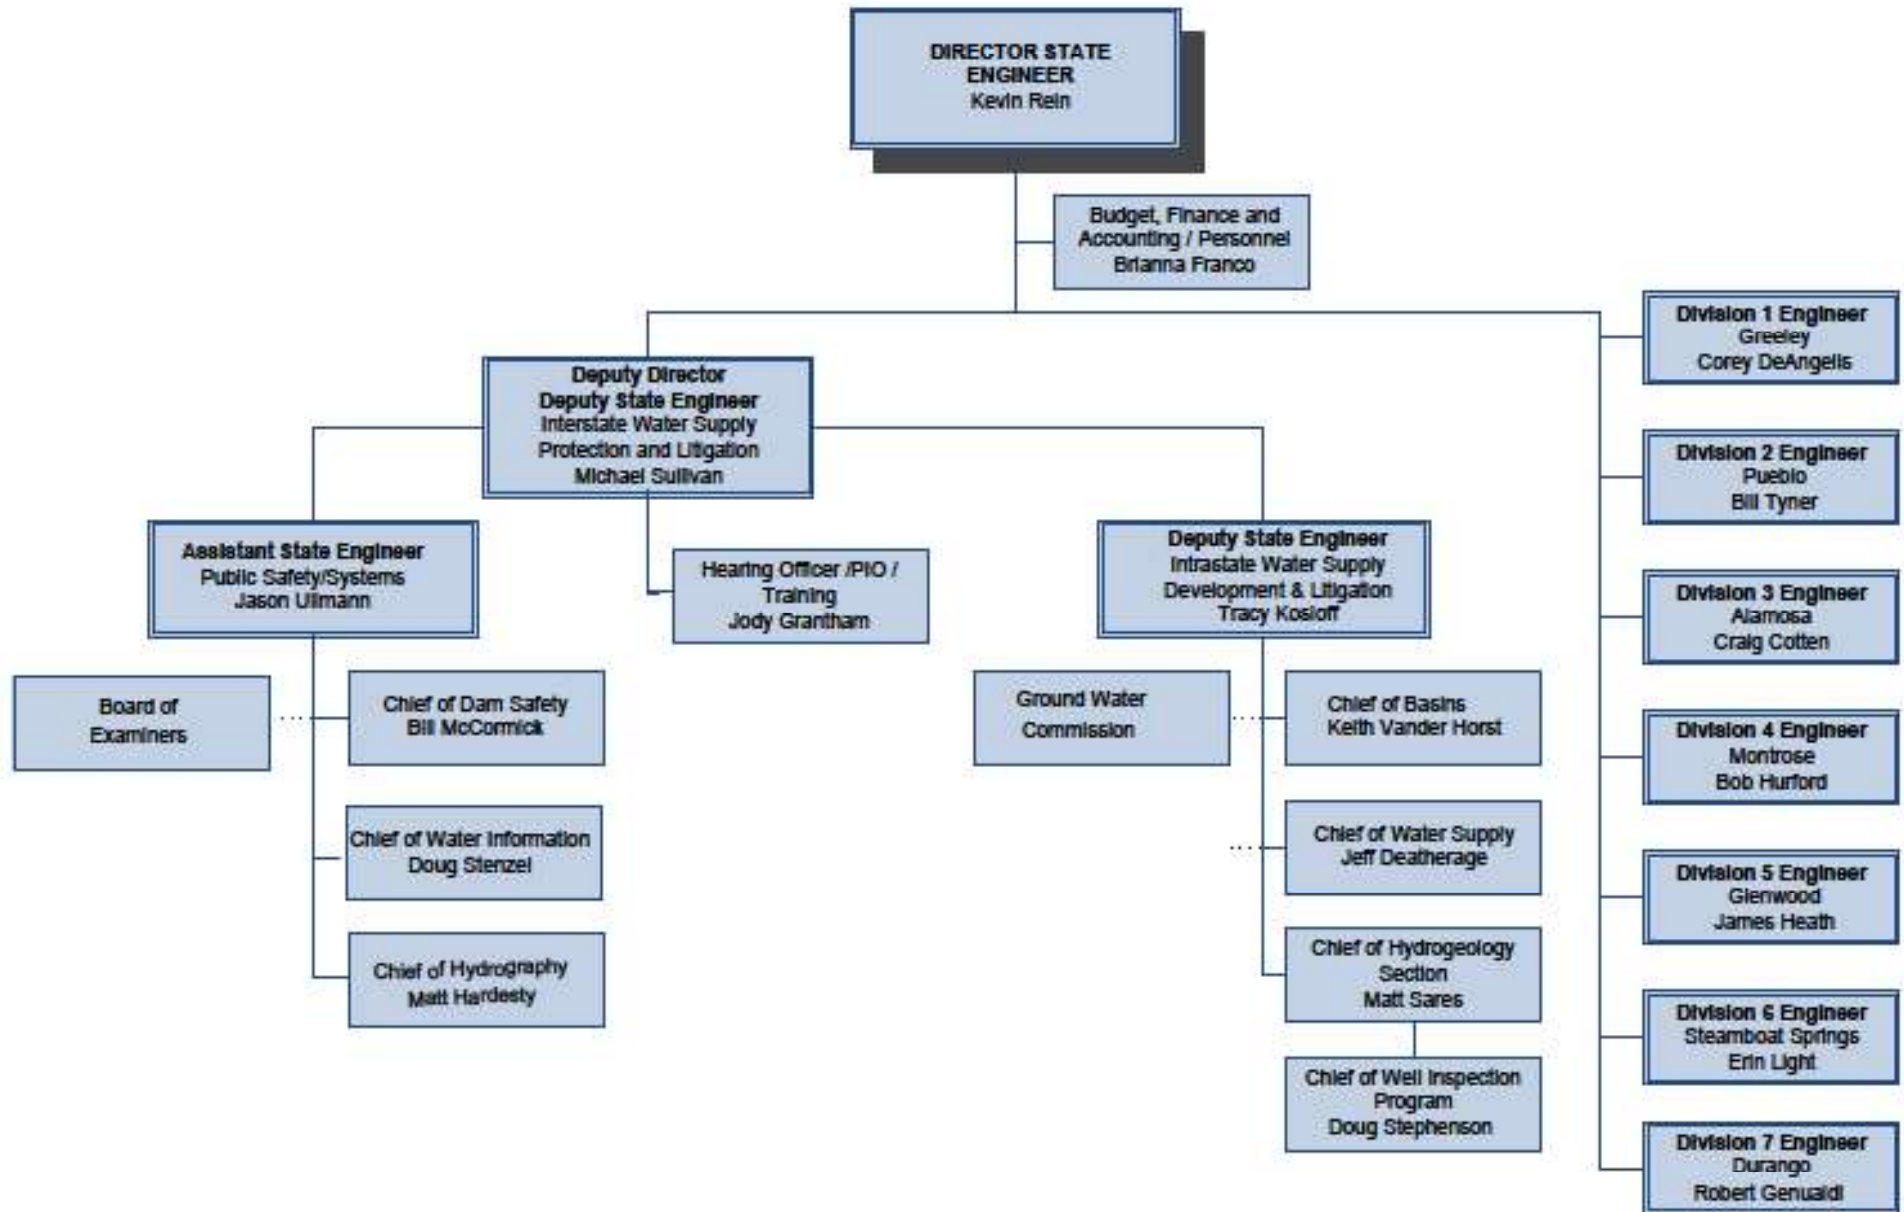 DIRECTOR STATE
ENGINEER
Kevin Rein
Budget, Finance and
Accounting / Personnel
Brianna Franco
Deputy Director
Deputy State Engineer
Interstate Water Supply
Protection and Litigation
Michael Sullivan
Assistant State Engineer
Public Safety/Systems
Jason Ullmann
Hearing Officer /PIO /
Training
Jody Grantham
Deputy State Engineer
Intrastate Water Supply
Development & Litigation
Tracy Kosloff
Board of
Examiners
Chief of Dam Safety
Bill McCormick
Chief of Water Information
Doug Stenzel
Chief of Hydrography
Matt Hardesty
Ground Water
Commission
Chief of Basins
Keith Vander Horst
Chief of Water Supply
Jeff Deatherage
Chief of Hydrogeology
Section
Matt Sares
Chief of Well Inspection
Program
Doug Stephenson
Division 1 Engineer
Greeley
Corey DeAngelis
Division 2 Engineer
Pueblo
Bill Tyner
Division 3 Engineer
Alamosa
Craig Cotten
Division 4 Engineer
Montrose
Bob Hurford
Division 5 Engineer
Glenwood
James Heath
Division 6 Engineer
Steamboat Springs
Erin Light
Division 7 Engineer
Durango
Robert Genualdi